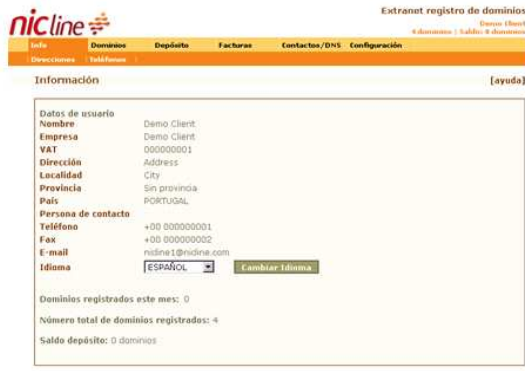 nicline
Extranet registro de dominios
Demo Client
4 dominios | Saldo: 0 dominios
Info Dominios Depósito Facturas Contactos/DNS Configuración
Direcciones | Teléfonos |
Información [ayuda]
Datos de usuario
Nombre Demo Client
Empresa Demo Client
VAT 000000001
Dirección Address
Localidad City
Provincia Sin provincia
País PORTUGAL
Persona de contacto
Teléfono +00 000000001
Fax +00 000000002
E-mail nicline1@nicline.com
Idioma ESPAÑOL Cambiar Idioma
Dominios registrados este mes: 0
Número total de dominios registrados: 4
Saldo depósito: 0 dominios